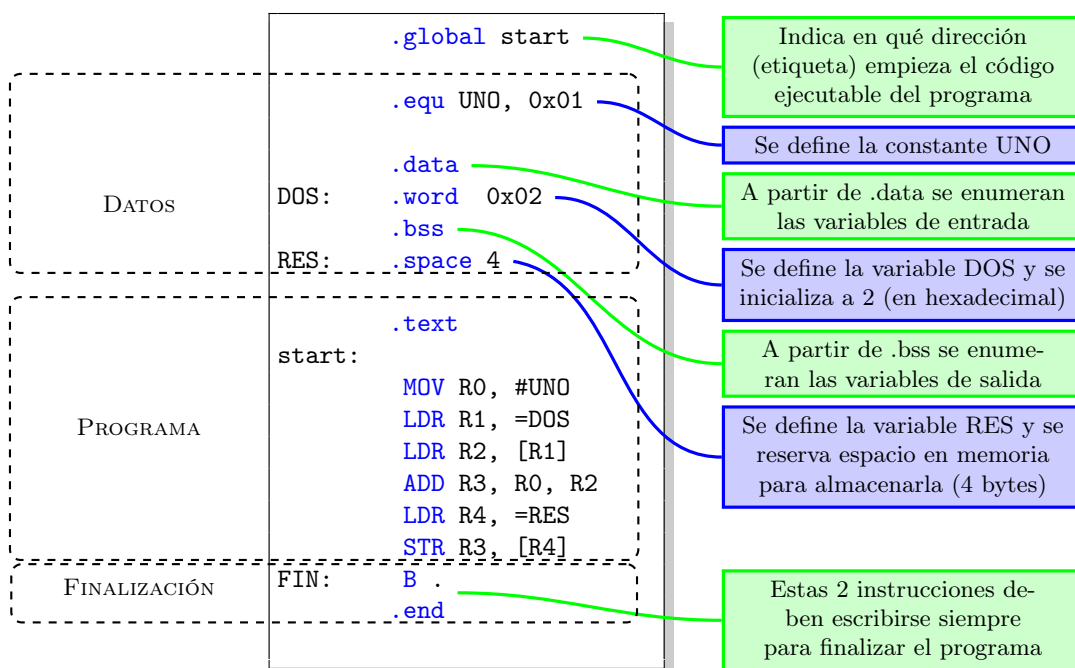 .global start
.equ UNO, 0x01
.data
DOS: .word 0x02
.bss
RES: .space 4
.text
start:
MOV R0, #UNO
LDR R1, =DOS
LDR R2, [R1]
ADD R3, R0, R2
LDR R4, =RES
STR R3, [R4]
FIN: B .
.end
Datos
Programa
Finalización
Indica en qué dirección
(etiqueta) empieza el código
ejecutable del programa
Se define la constante UNO
A partir de .data se enumeran
las variables de entrada
Se define la variable DOS y se
inicializa a 2 (en hexadecimal)
A partir de .bss se enume-
ran las variables de salida
Se define la variable RES y se
reserva espacio en memoria
para almacenarla (4 bytes)
Estas 2 instrucciones de-
ben escribirse siempre
para finalizar el programa